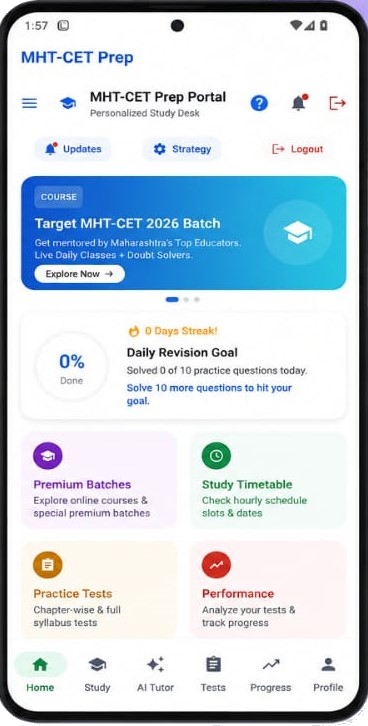 1:57
MHT-CET Prep
MHT-CET Prep Portal
Personalized Study Desk
?
Updates
Strategy
Logout
COURSE
Target MHT-CET 2026 Batch
Get mentored by Maharashtra's Top Educators.
Live Daily Classes + Doubt Solvers.
Explore Now →
0 Days Streak!
0%
Done
Daily Revision Goal
Solved 0 of 10 practice questions today.
Solve 10 more questions to hit your
goal.
Premium Batches
Explore online courses &
special premium batches
Study Timetable
Check hourly schedule
slots & dates
Practice Tests
Chapter-wise & full
syllabus tests
Performance
Analyze your tests &
track progress
Home
Study
AI Tutor
Tests
Progress
Profile